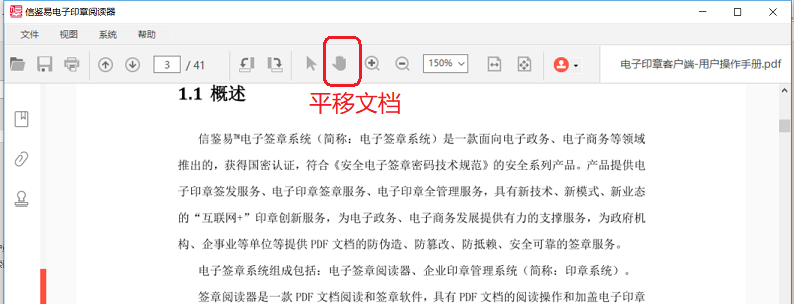 信鉴易电子印章阅读器
文件 视图 系统 帮助
3 / 41 150% 电子印章客户端-用户操作手册.pdf
平移文档
1.1 概述
信鉴易™电子签章系统（简称：电子签章系统）是一款面向电子政务、电子商务等领域
推出的，获得国密认证，符合《安全电子签章密码技术规范》的安全系列产品。产品提供电
子印章签发服务、电子印章签章服务、电子印章全管理服务，具有新技术、新模式、新业态
的“互联网+”印章创新服务，为电子政务、电子商务发展提供有力的支撑服务，为政府机
构、企事业等单位等提供 PDF 文档的防伪造、防篡改、防抵赖、安全可靠的签章服务。
电子签章系统组成包括：电子签章阅读器、企业印章管理系统（简称：印章系统）。
签章阅读器是一款 PDF 文档阅读和签章软件，具有 PDF 文档的阅读操作和加盖电子印章